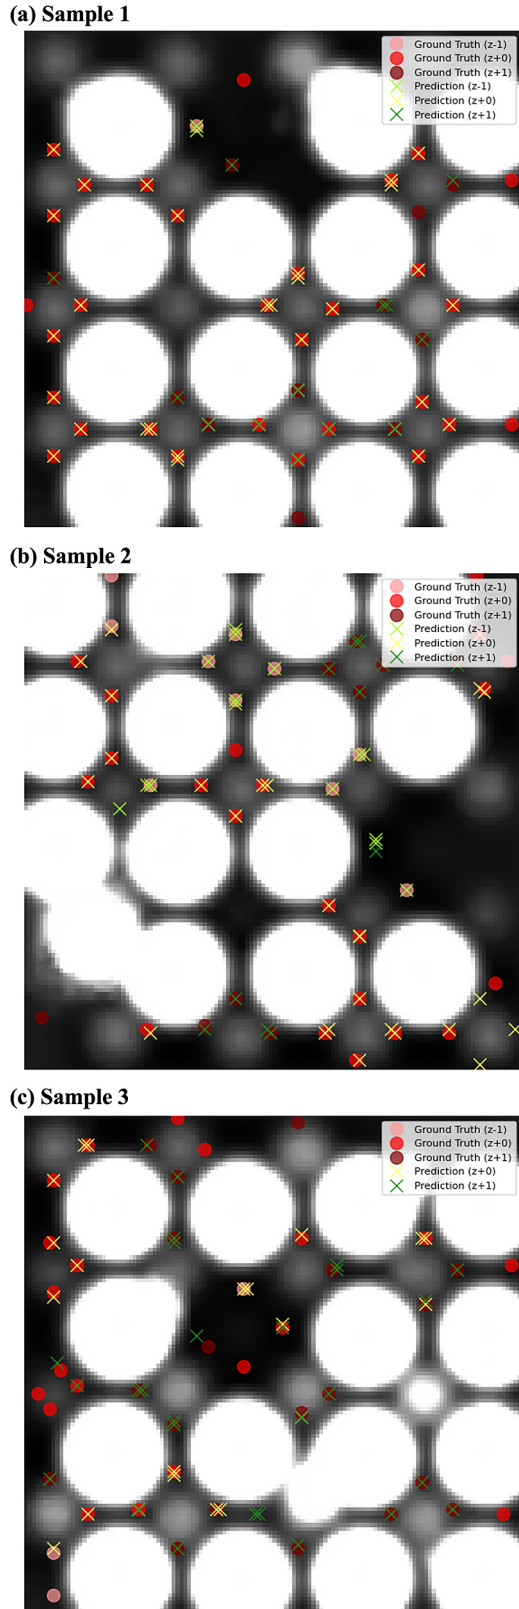 (a) Sample 1
Ground Truth (z-1)
Ground Truth (z+0)
Ground Truth (z+1)
Prediction (z-1)
Prediction (z+0)
Prediction (z+1)
(b) Sample 2
Ground Truth (z-1)
Ground Truth (z+0)
Ground Truth (z+1)
Prediction (z-1)
Prediction (z+0)
Prediction (z+1)
(c) Sample 3
Ground Truth (z-1)
Ground Truth (z+0)
Ground Truth (z+1)
Prediction (z+0)
Prediction (z+1)